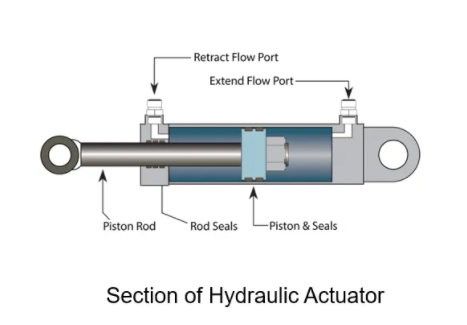 Retract Flow Port
Extend Flow Port
Piston Rod
Rod Seals
Piston & Seals
Section of Hydraulic Actuator